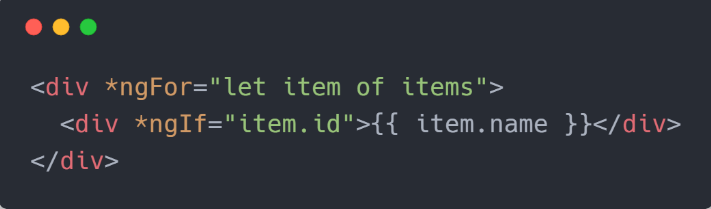 <div *ngFor="let item of items">
  <div *ngIf="item.id">{{ item.name }}</div>
</div>